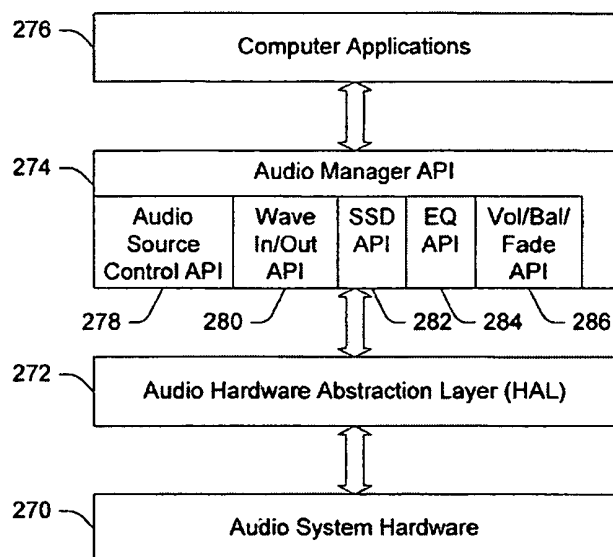 276
Computer Applications
274
Audio Manager API
Audio
Source
Control API
Wave
In/Out
API
SSD
API
EQ
API
Vol/Bal/
Fade
API
278
280
282
284
286
272
Audio Hardware Abstraction Layer (HAL)
270
Audio System Hardware